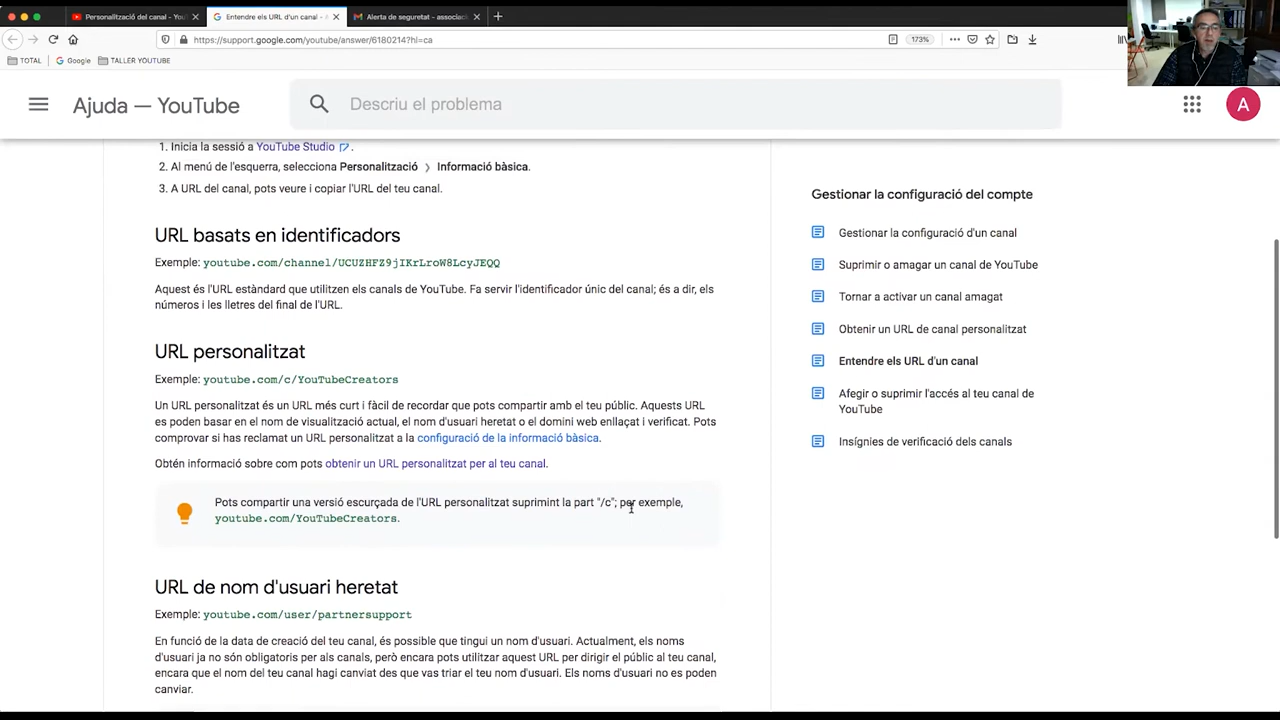 Personalització del canal - You
Entendre els URL d'un canal -
Alerta de seguretat - associac
https://support.google.com/youtube/answer/6180214?hl=ca
173%
TOTAL
Google
TALLER YOUTUBE
Ajuda — YouTube
Descriu el problema
A
1. Inicia la sessió a YouTube Studio .
2. Al menú de l'esquerra, selecciona Personalització > Informació bàsica.
3. A URL del canal, pots veure i copiar l'URL del teu canal.
URL basats en identificadors
Exemple: youtube.com/channel/UCUZHFZ9jIKrLroW8LcyJEQQ
Aquest és l'URL estàndard que utilitzen els canals de YouTube. Fa servir l'identificador únic del canal; és a dir, els
números i les lletres del final de l'URL.
URL personalitzat
Exemple: youtube.com/c/YouTubeCreators
Un URL personalitzat és un URL més curt i fàcil de recordar que pots compartir amb el teu públic. Aquests URL
es poden basar en el nom de visualització actual, el nom d'usuari heretat o el domini web enllaçat i verificat. Pots
comprovar si has reclamat un URL personalitzat a la configuració de la informació bàsica.
Obtén informació sobre com pots obtenir un URL personalitzat per al teu canal.
Pots compartir una versió escurçada de l'URL personalitzat suprimint la part "/c"; per exemple,
youtube.com/YouTubeCreators.
URL de nom d'usuari heretat
Exemple: youtube.com/user/partnersupport
En funció de la data de creació del teu canal, és possible que tingui un nom d'usuari. Actualment, els noms
d'usuari ja no són obligatoris per als canals, però encara pots utilitzar aquest URL per dirigir el públic al teu canal,
encara que el nom del teu canal hagi canviat des que vas triar el teu nom d'usuari. Els noms d'usuari no es poden
canviar.
Gestionar la configuració del compte
Gestionar la configuració d'un canal
Suprimir o amagar un canal de YouTube
Tornar a activar un canal amagat
Obtenir un URL de canal personalitzat
Entendre els URL d'un canal
Afegir o suprimir l'accés al teu canal de
YouTube
Insígnies de verificació dels canals